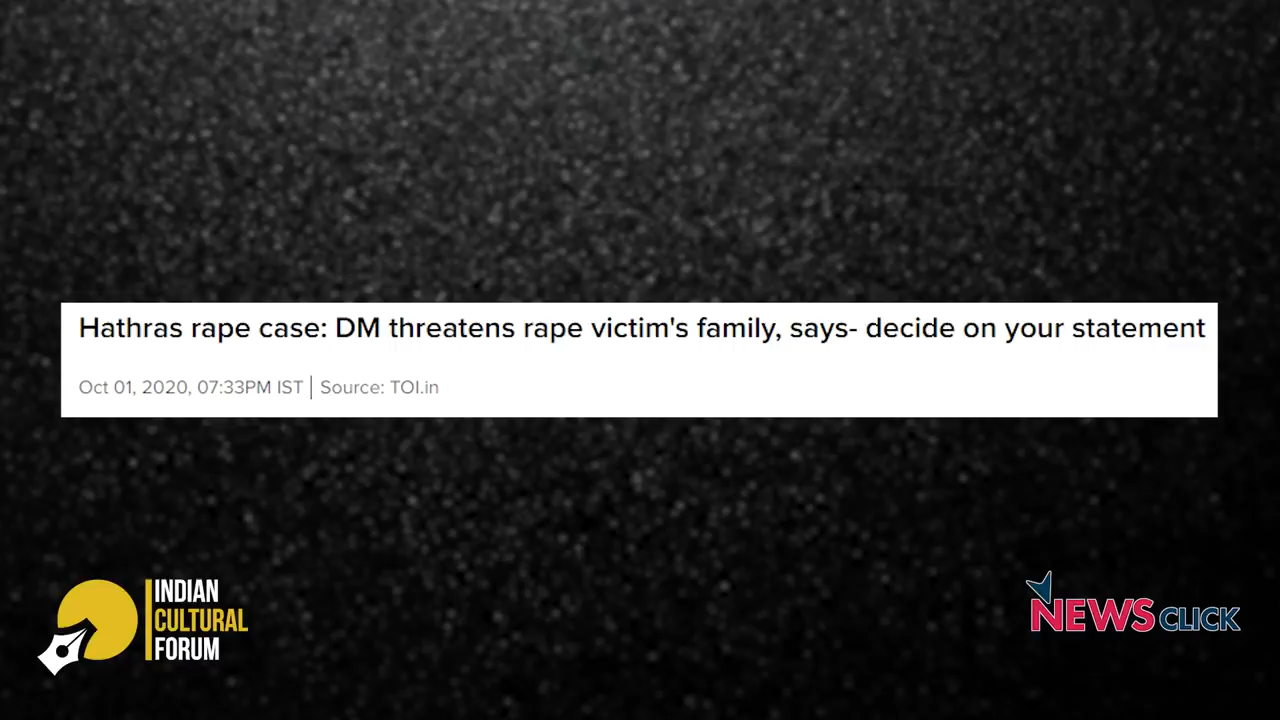 Hathras rape case: DM threatens rape victim's family, says- decide on your statement
Oct 01, 2020, 07:33PM IST | Source: TOI.in
INDIAN
CULTURAL
FORUM
NEWSCLICK